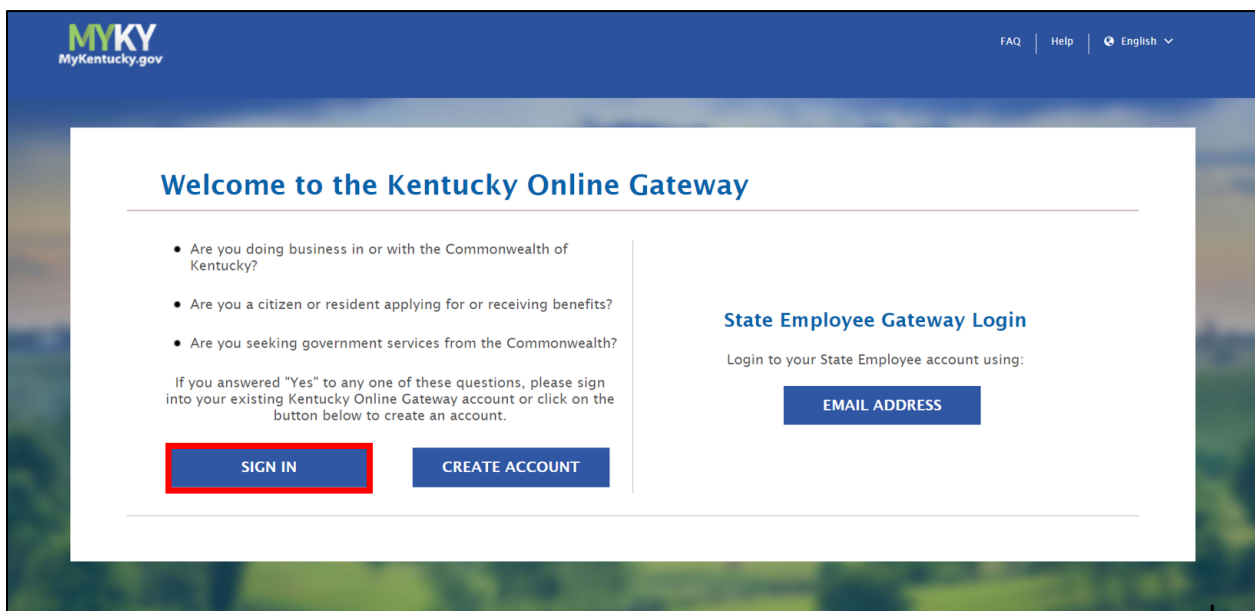 MYKY
MyKentucky.gov
FAQ
Help
English
Welcome to the Kentucky Online Gateway
Are you doing business in or with the Commonwealth of
Kentucky?
Are you a citizen or resident applying for or receiving benefits?
Are you seeking government services from the Commonwealth?
If you answered "Yes" to any one of these questions, please sign
into your existing Kentucky Online Gateway account or click on the
button below to create an account.
SIGN IN
CREATE ACCOUNT
State Employee Gateway Login
Login to your State Employee account using:
EMAIL ADDRESS